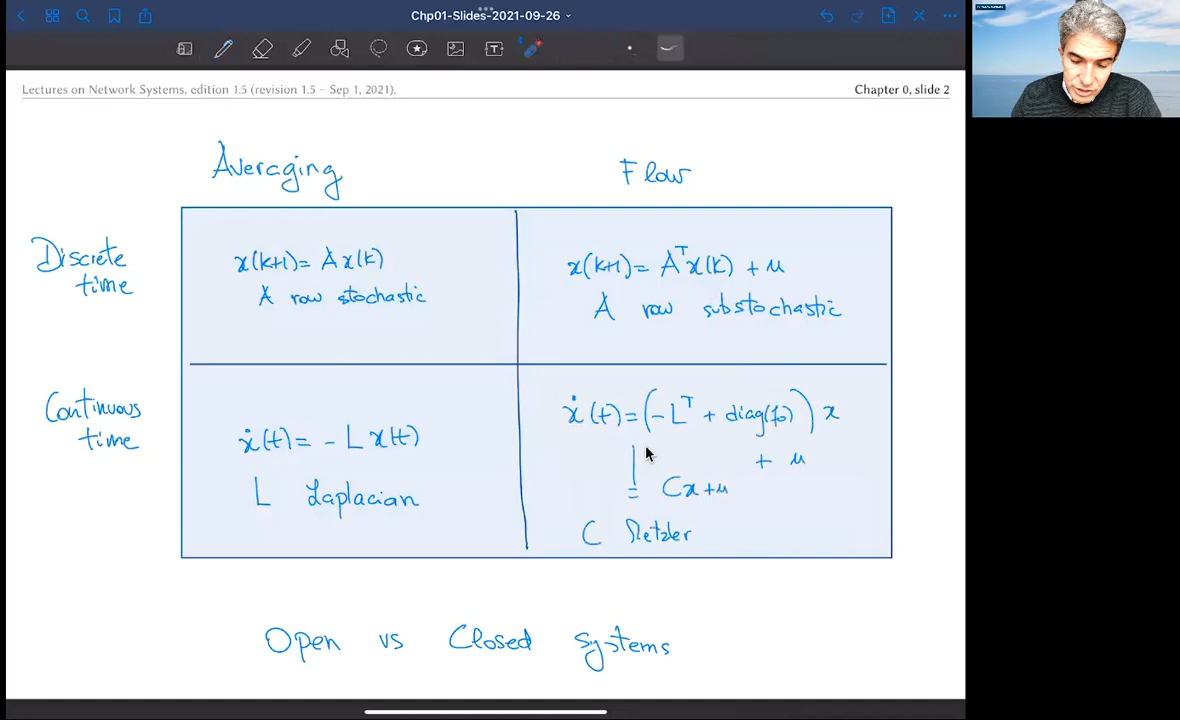 Chp01-Slides-2021-09-26
Lectures on Network Systems, edition 1.5 (revision 1.5 – Sep 1, 2021).
Chapter 0, slide 2
Averaging
Flow
Discrete time
x(k+1)= A x(k)
A row stochastic
x(k+1)= Aᵀx(k) + u
A row substochastic
Continuous time
ẋ(t)= - L x(t)
L Laplacian
ẋ(t)=(-Lᵀ + diag(f₀)) x
+ u
= Cx+u
C Metzler
Open vs Closed systems